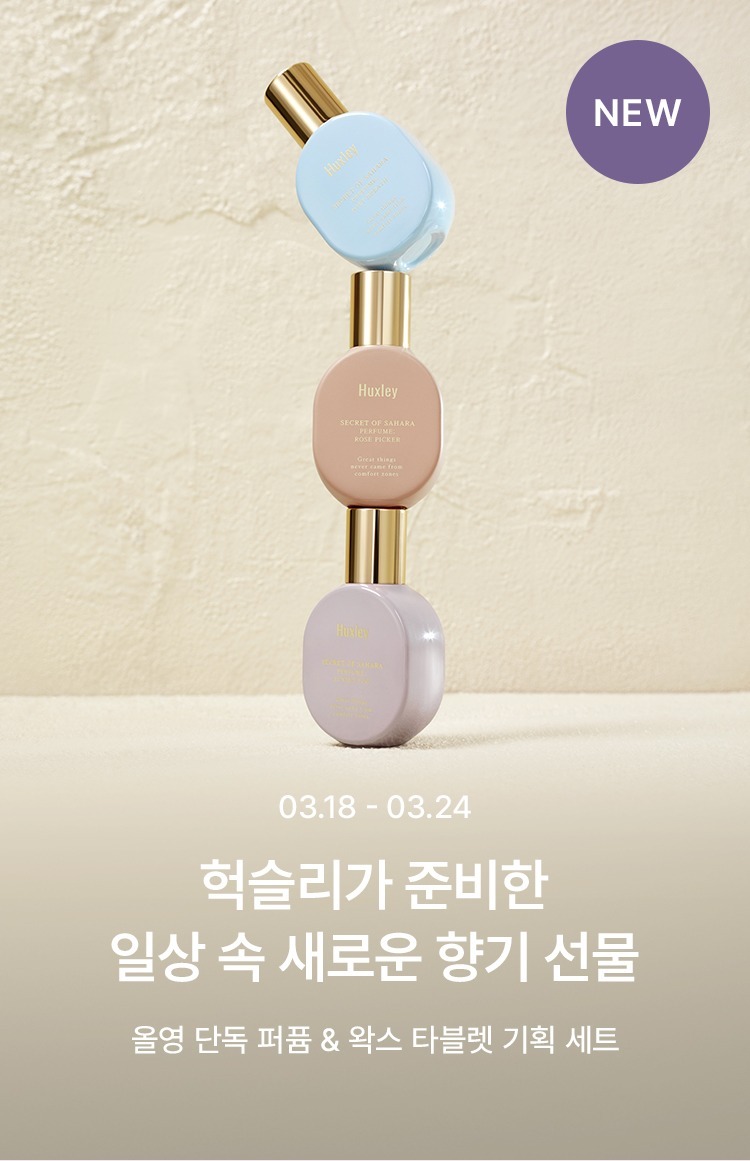 NEW
Huxley
Huxley
SECRET OF SAHARA
PERFUME
ROSE PICKER
Great things
never came from
comfort zones
Huxley
03.18 - 03.24
헉슬리가 준비한
일상 속 새로운 향기 선물
올영 단독 퍼퓸 & 왁스 타블렛 기획 세트